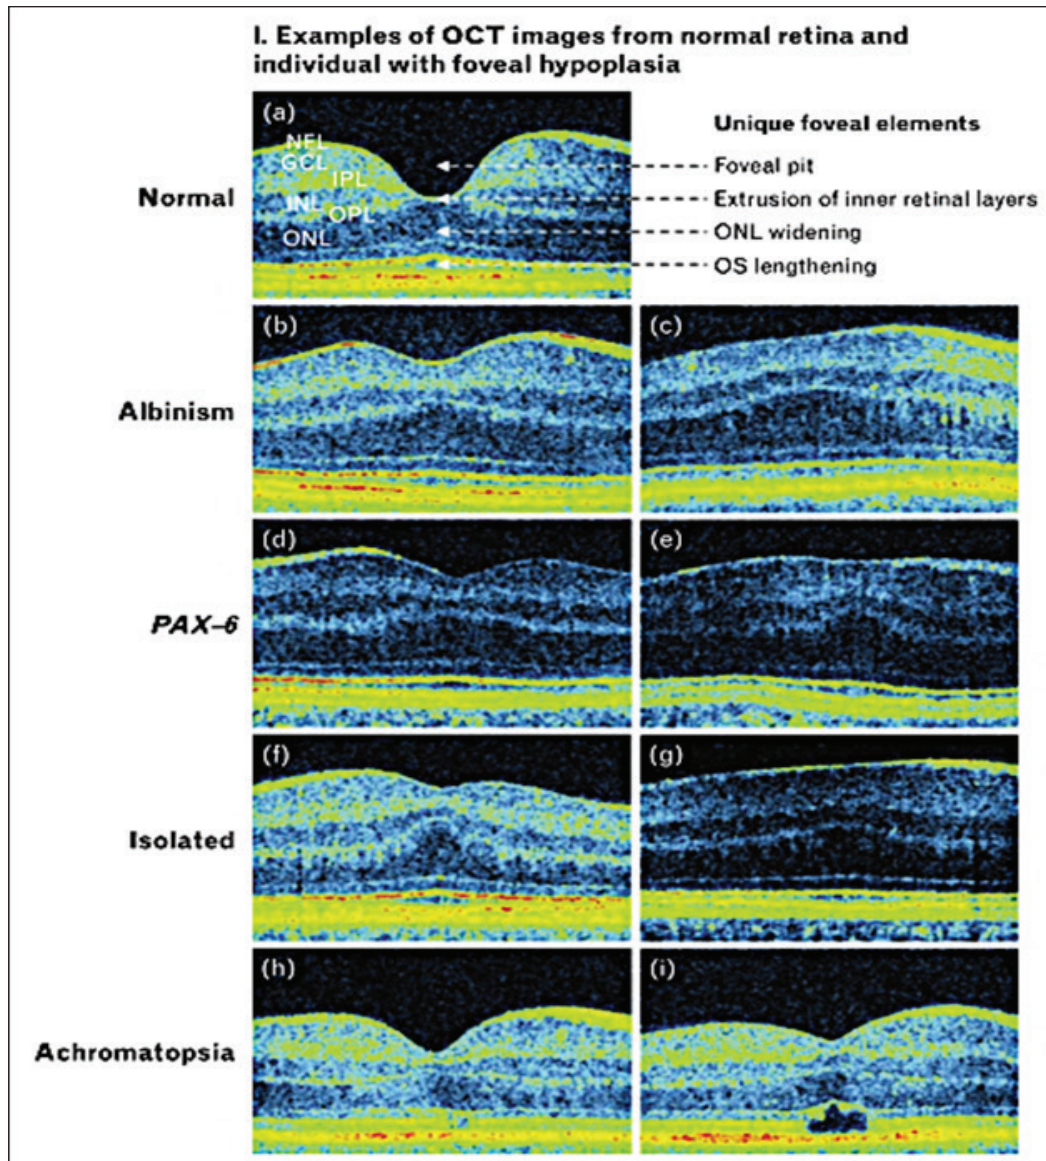 I. Examples of OCT images from normal retina and
individual with foveal hypoplasia
(a)
NFL
GCL
IPL
INL
OPL
ONL
Normal
Unique foveal elements
Foveal pit
Extrusion of inner retinal layers
ONL widening
OS lengthening
(b)
(c)
Albinism
(d)
(e)
PAX–6
(f)
(g)
Isolated
(h)
(i)
Achromatopsia